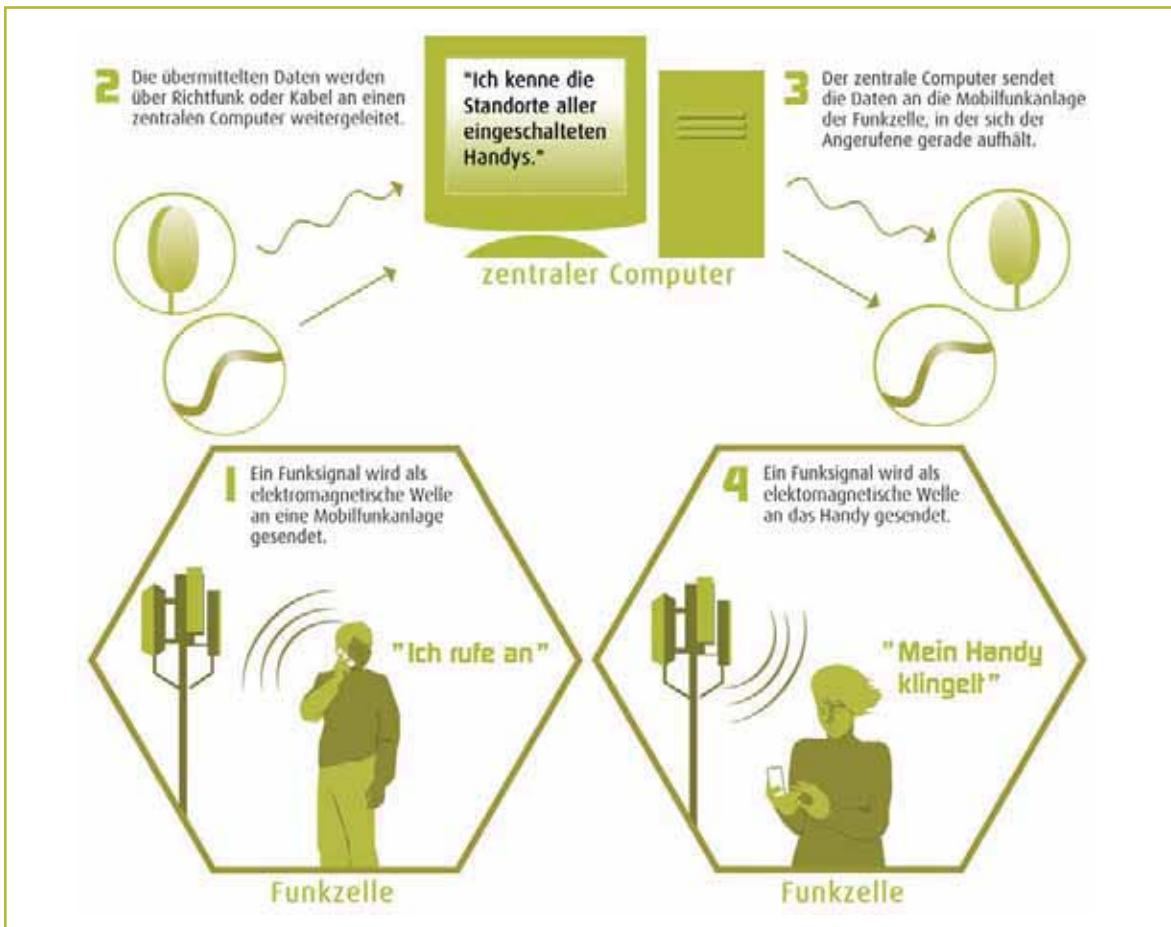 2 Die übermittelten Daten werden
über Richtfunk oder Kabel an einen
zentralen Computer weitergeleitet.
"Ich kenne die
Standorte aller
eingeschalteten
Handys."
3 Der zentrale Computer sendet
die Daten an die Mobilfunkanlage
der Funkzelle, in der sich der
Angerufene gerade aufhält.
zentraler Computer
1 Ein Funksignal wird als
elektromagnetische Welle
an eine Mobilfunkanlage
gesendet.
"Ich rufe an"
Funkzelle
4 Ein Funksignal wird als
elektomagnetische Welle
an das Handy gesendet.
"Mein Handy
klingelt"
Funkzelle